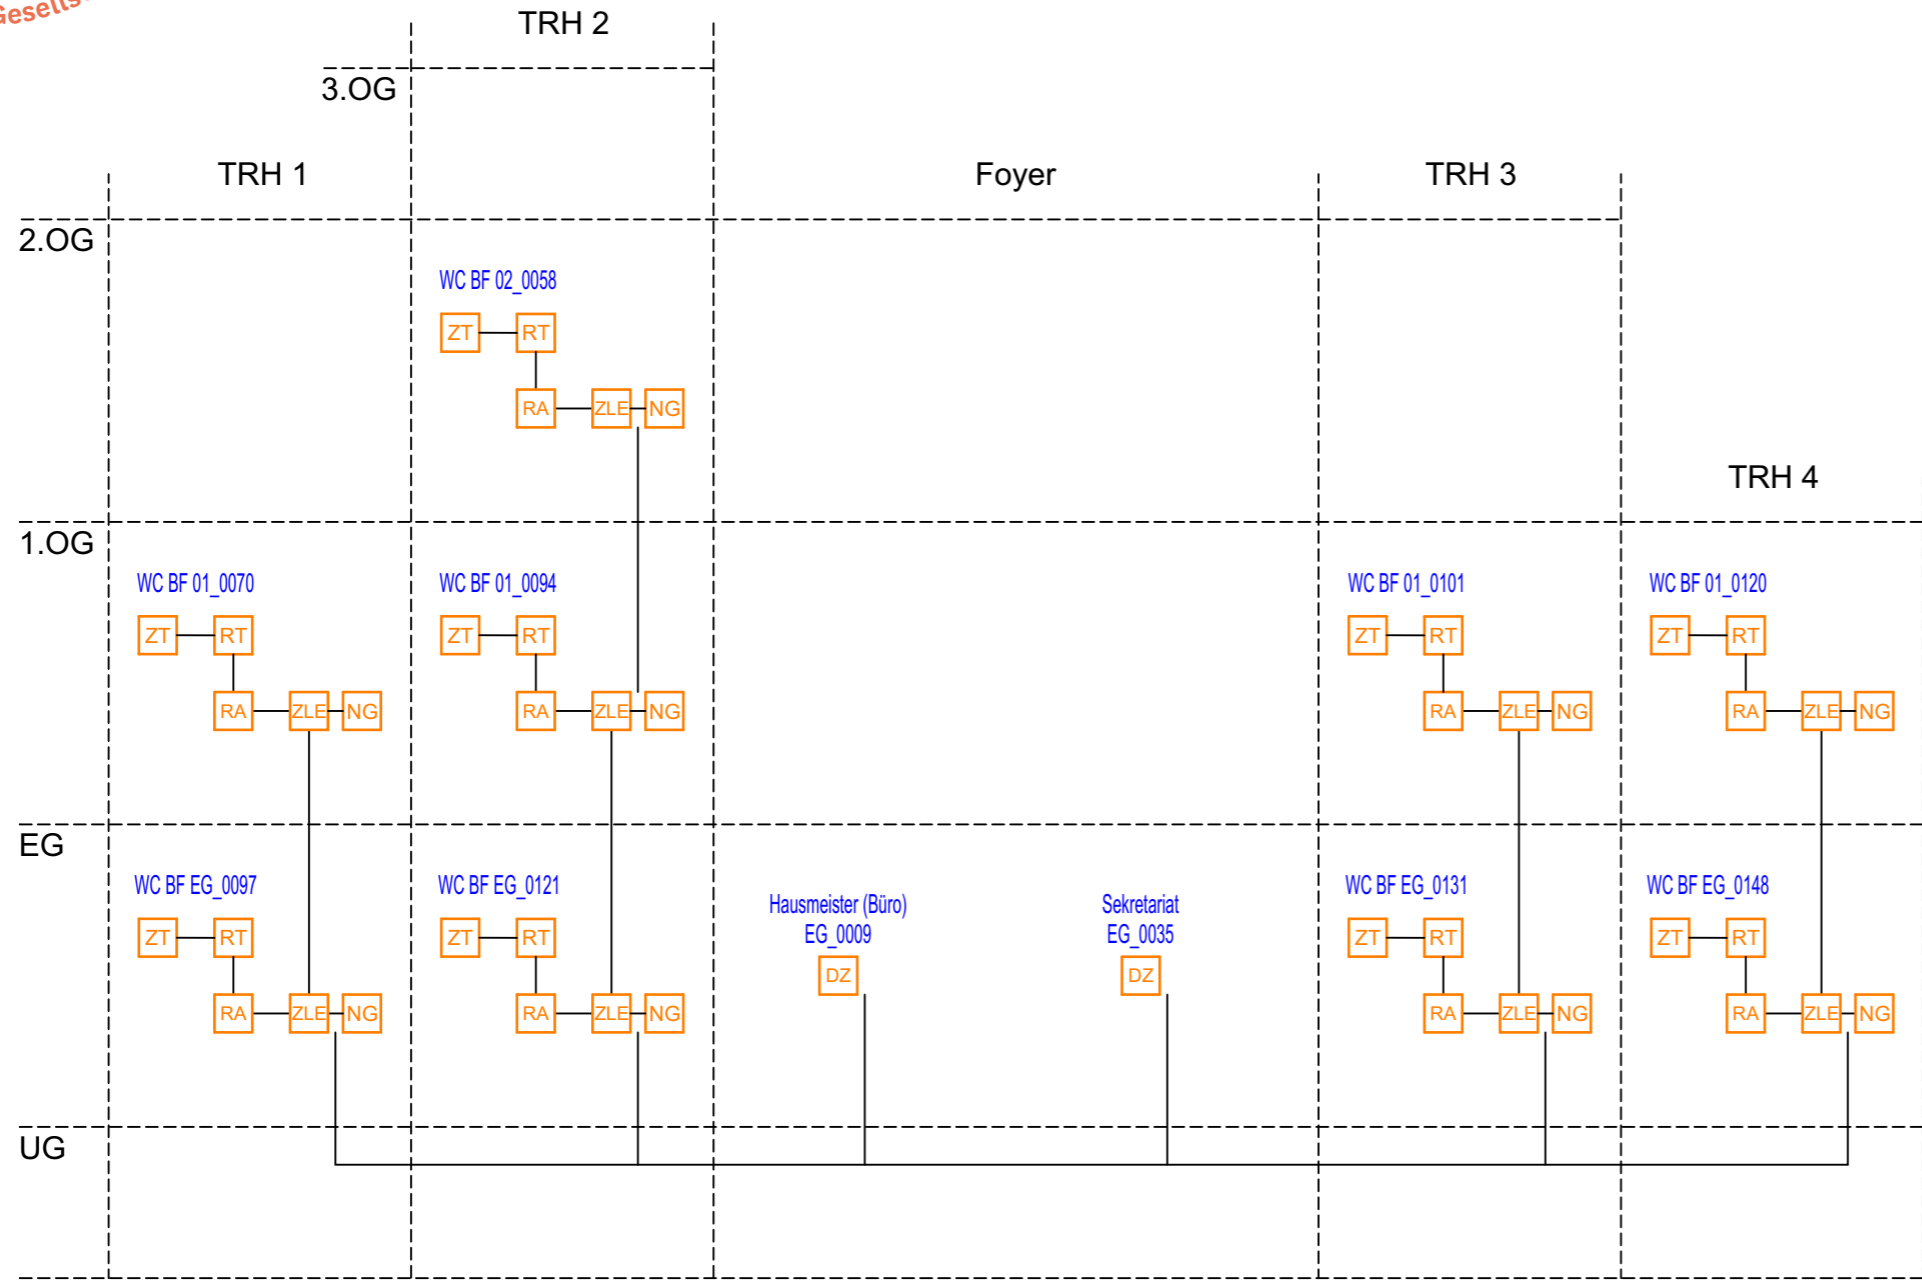 TRH 2
3.OG
TRH 1
Foyer
TRH 3
2.OG
WC BF 02_0058
ZT RT
RA ZLE NG
TRH 4
1.OG
WC BF 01_0070 WC BF 01_0094 WC BF 01_0101 WC BF 01_0120
ZT RT ZT RT ZT RT ZT RT
RA ZLE NG RA ZLE NG RA ZLE NG RA ZLE NG
EG
WC BF EG_0097 WC BF EG_0121 WC BF EG_0131 WC BF EG_0148
Hausmeister (Büro) Sekretariat
EG_0009 EG_0035
ZT RT ZT RT ZT RT ZT RT
DZ DZ
RA ZLE NG RA ZLE NG RA ZLE NG RA ZLE NG
UG